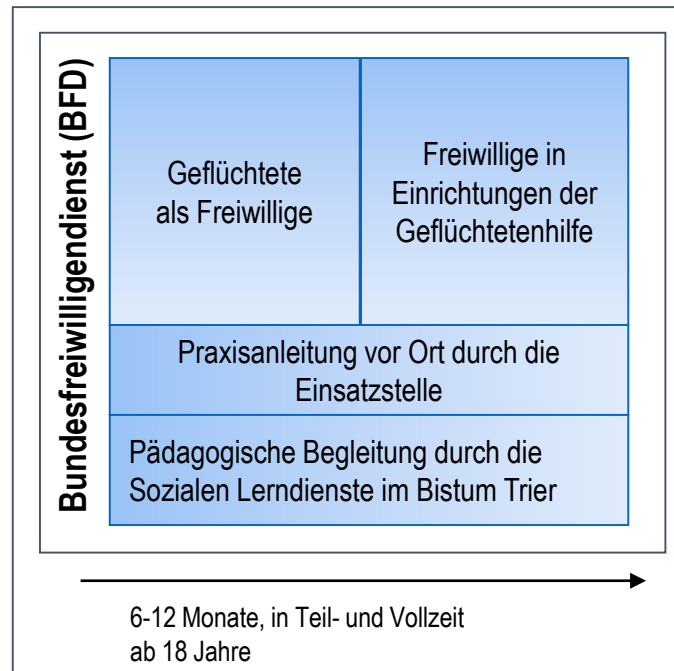 Bundesfreiwilligendienst (BFD)
Geflüchtete
als Freiwillige
Freiwillige in
Einrichtungen der
Geflüchtetenhilfe
Praxisanleitung vor Ort durch die
Einsatzstelle
Pädagogische Begleitung durch die
Sozialen Lerndienste im Bistum Trier
6-12 Monate, in Teil- und Vollzeit
ab 18 Jahre